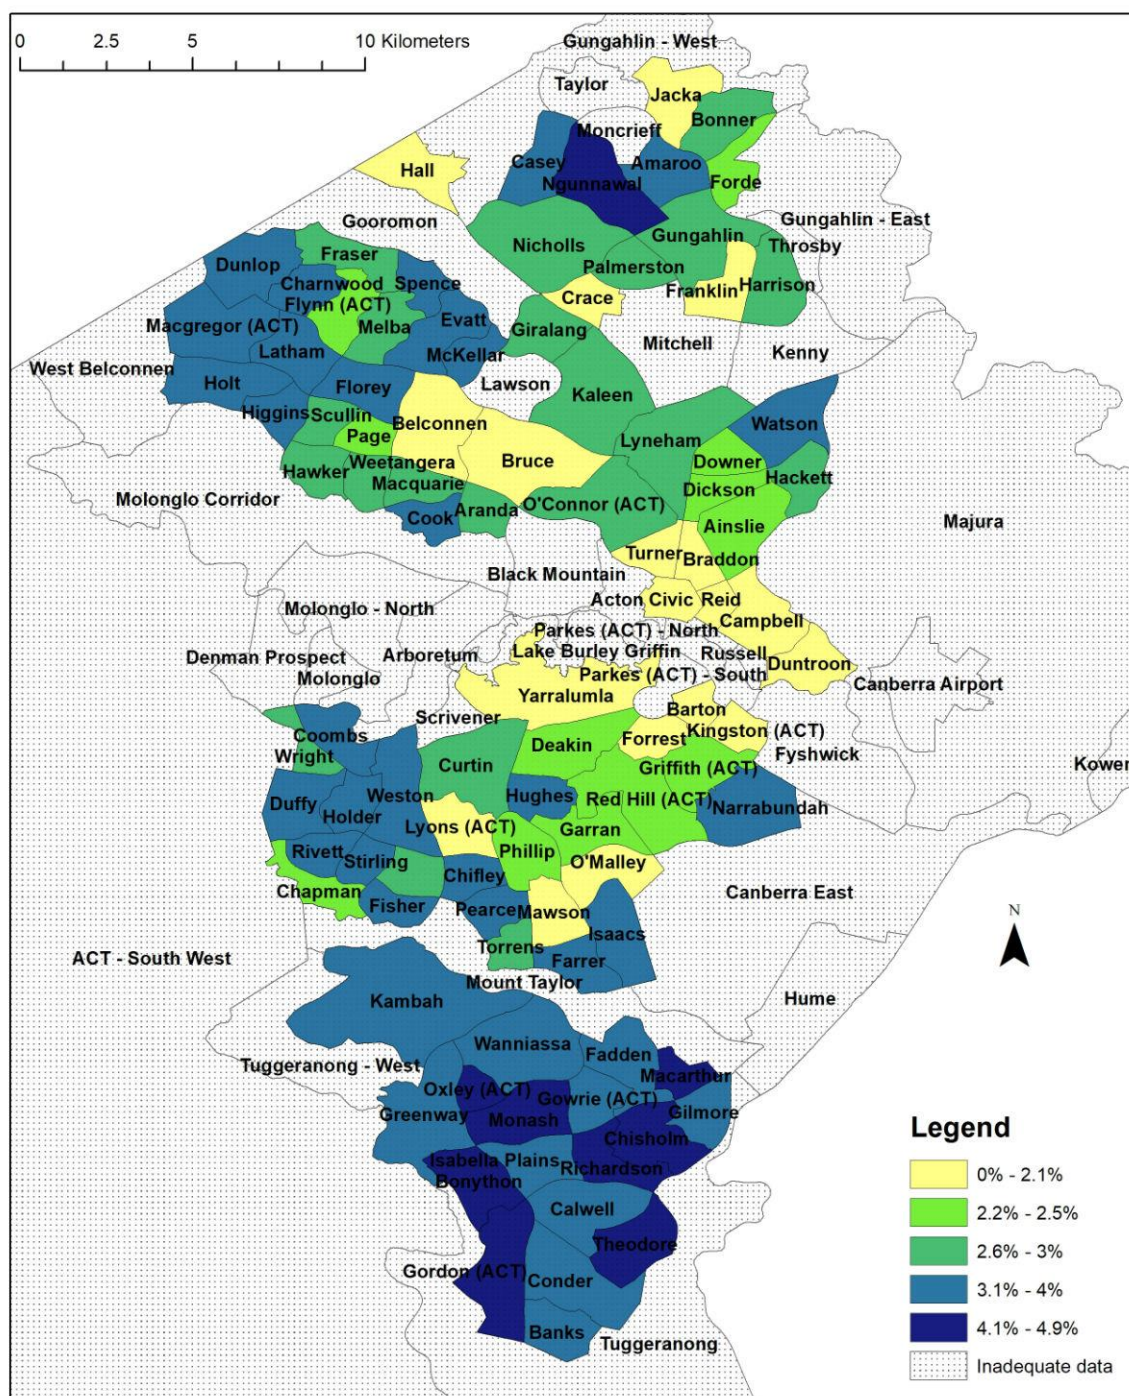 0 2.5 5 10 Kilometers
Gungahlin - West
Taylor
Jacka
Bonner
Moncrieff
Casey
Amaroo
Hall
Ngunnawal
Forde
Gooromon
Gungahlin - East
Nicholls
Gungahlin
Throsby
Fraser
Dunlop
Palmerston
Charnwood
Spence
Franklin
Harrison
Crace
Flynn (ACT)
Macgregor (ACT)
Melba
Evatt
Giralang
Mitchell
Latham
McKellar
Kenny
West Belconnen
Holt
Florey
Lawson
Kaleen
Higgins
Scullin
Belconnen
Watson
Page
Lyneham
Weetangera
Bruce
Downer
Hawker
Macquarie
Hackett
Dickson
Molonglo Corridor
Cook
Aranda
O'Connor (ACT)
Ainslie
Majura
Turner
Braddon
Black Mountain
Acton
Civic
Reid
Molonglo - North
Campbell
Parkes (ACT) - North
Lake Burley Griffin
Russell
Denman Prospect
Arboretum
Duntroon
Molonglo
Parkes (ACT) - South
Canberra Airport
Yarralumla
Scrivener
Barton
Coombs
Kingston (ACT)
Deakin
Forrest
Wright
Fyshwick
Curtin
Griffith (ACT)
Kowen
Duffy
Weston
Hughes
Red Hill (ACT)
Narrabundah
Holder
Lyons (ACT)
Garran
Rivett
Stirling
Phillip
O'Malley
Chifley
Chapman
Canberra East
Fisher
Pearce
Mawson
Isaacs
Torrens
ACT - South West
Farrer
Mount Taylor
N
Hume
Kambah
Wanniassa
Fadden
Tuggeranong - West
Macarthur
Oxley (ACT)
Gowrie (ACT)
Greenway
Monash
Gilmore
Chisholm
Isabella Plains
Richardson
Bonython
Calwell
Theodore
Gordon (ACT)
Conder
Banks
Tuggeranong
Legend
0% - 2.1%
2.2% - 2.5%
2.6% - 3%
3.1% - 4%
4.1% - 4.9%
Inadequate data